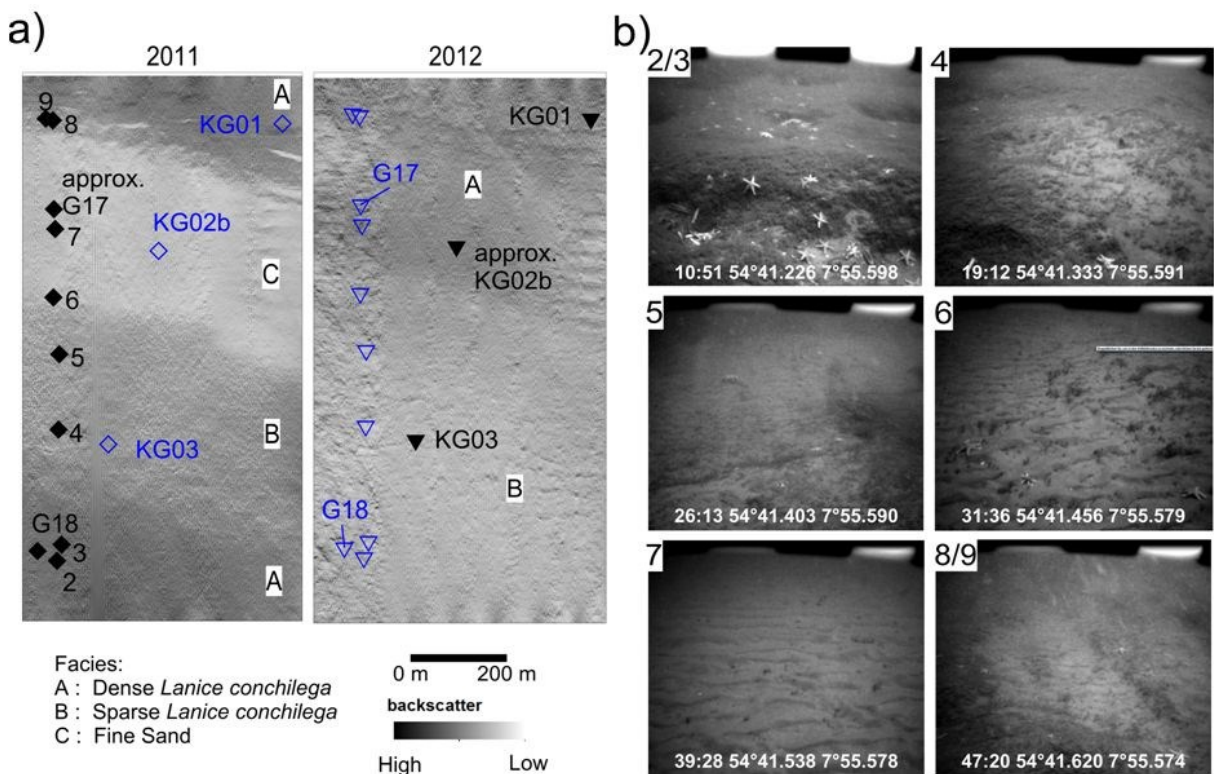 a)
2011
2012
A
9
8
KG01
approx.
G17
7
KG02b
C
6
5
4
KG03
B
G18
3
2
A
KG01
G17
A
approx.
KG02b
KG03
B
G18
Facies:
A : Dense Lanice conchilega
B : Sparse Lanice conchilega
C : Fine Sand
0 m 200 m
backscatter
High Low
b)
2/3
10:51 54°41.226 7°55.598
4
19:12 54°41.333 7°55.591
5
26:13 54°41.403 7°55.590
6
31:36 54°41.456 7°55.579
7
39:28 54°41.538 7°55.578
8/9
47:20 54°41.620 7°55.574